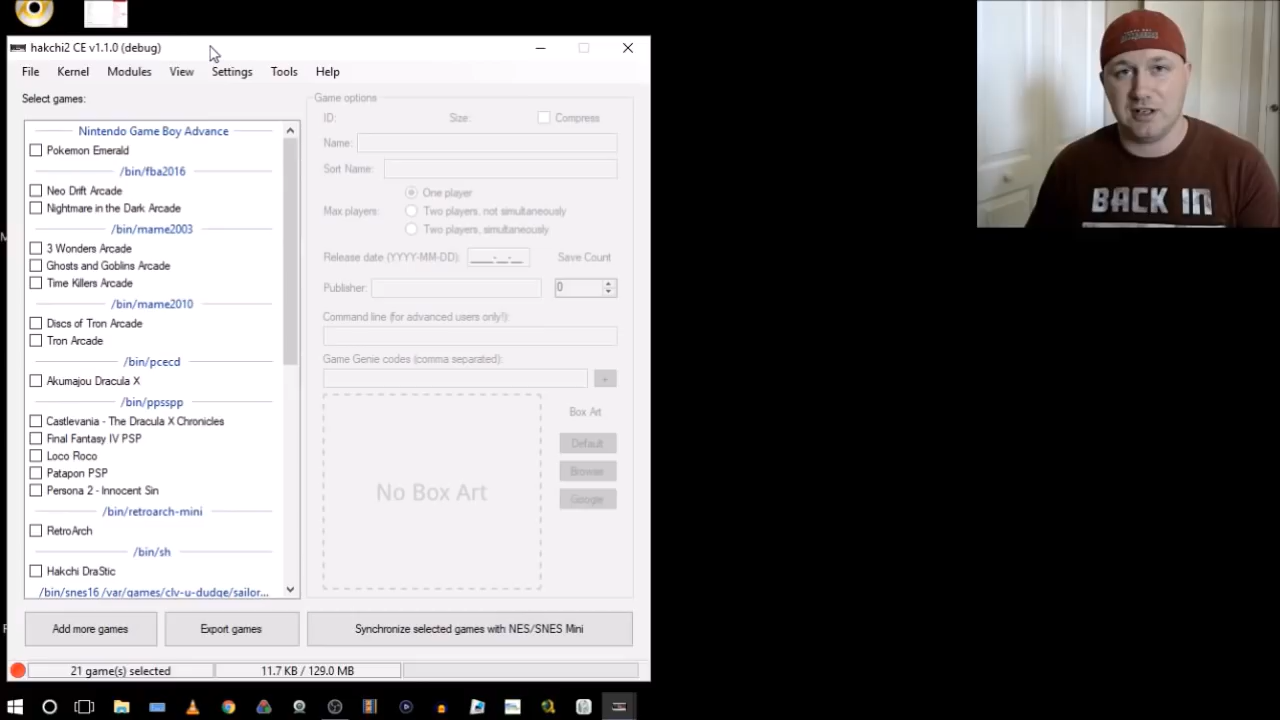 hakchi2 CE v1.1.0 (debug)
File Kernel Modules View Settings Tools Help
Select games:
Nintendo Game Boy Advance
Pokemon Emerald
/bin/fba2016
Neo Drift Arcade
Nightmare in the Dark Arcade
/bin/mame2003
3 Wonders Arcade
Ghosts and Goblins Arcade
Time Killers Arcade
/bin/mame2010
Discs of Tron Arcade
Tron Arcade
/bin/pcecd
Akumajou Dracula X
/bin/ppsspp
Castlevania - The Dracula X Chronicles
Final Fantasy IV PSP
Loco Roco
Patapon PSP
Persona 2 - Innocent Sin
/bin/retroarch-mini
RetroArch
/bin/sh
Hakchi DraStic
/bin/snes16 /var/games/clv-u-dudge/sailor...
Game options
ID: Size: Compress
Name:
Sort Name:
One player
Max players: Two players, not simultaneously
Two players, simultaneously
Release date (YYYY-MM-DD): ____-__-__ Save Count
Publisher: 0
Command line (for advanced users only!):
Game Genie codes (comma separated):
Box Art
Default
Browse
Google
No Box Art
Add more games Export games Synchronize selected games with NES/SNES Mini
21 game(s) selected 11.7 KB / 129.0 MB
BACK IN